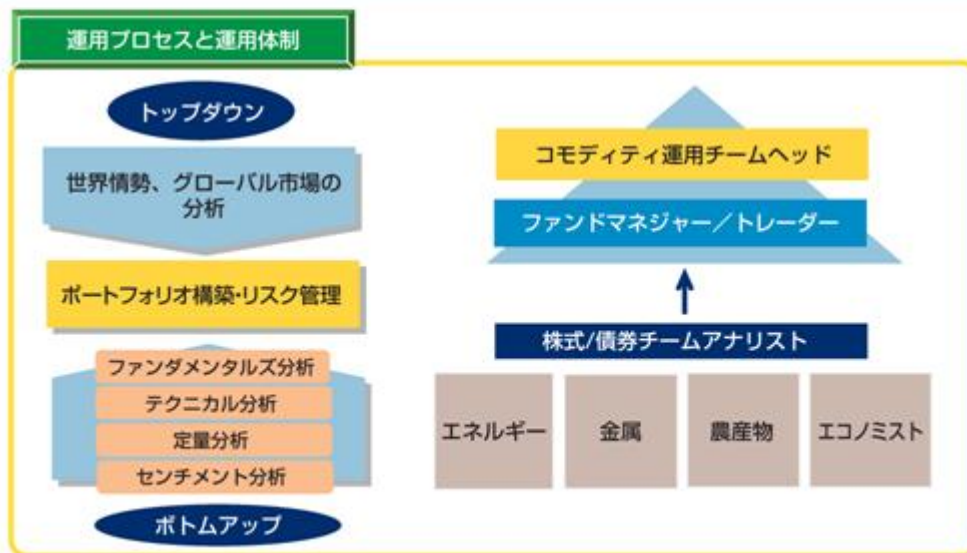 運用プロセスと運用体制
トップダウン
世界情勢、グローバル市場の
分析
ポートフォリオ構築・リスク管理
ファンダメンタルズ分析
テクニカル分析
定量分析
センチメント分析
ボトムアップ
コモディティ運用チームヘッド
ファンドマネジャー／トレーダー
株式/債券チームアナリスト
エネルギー
金属
農産物
エコノミスト